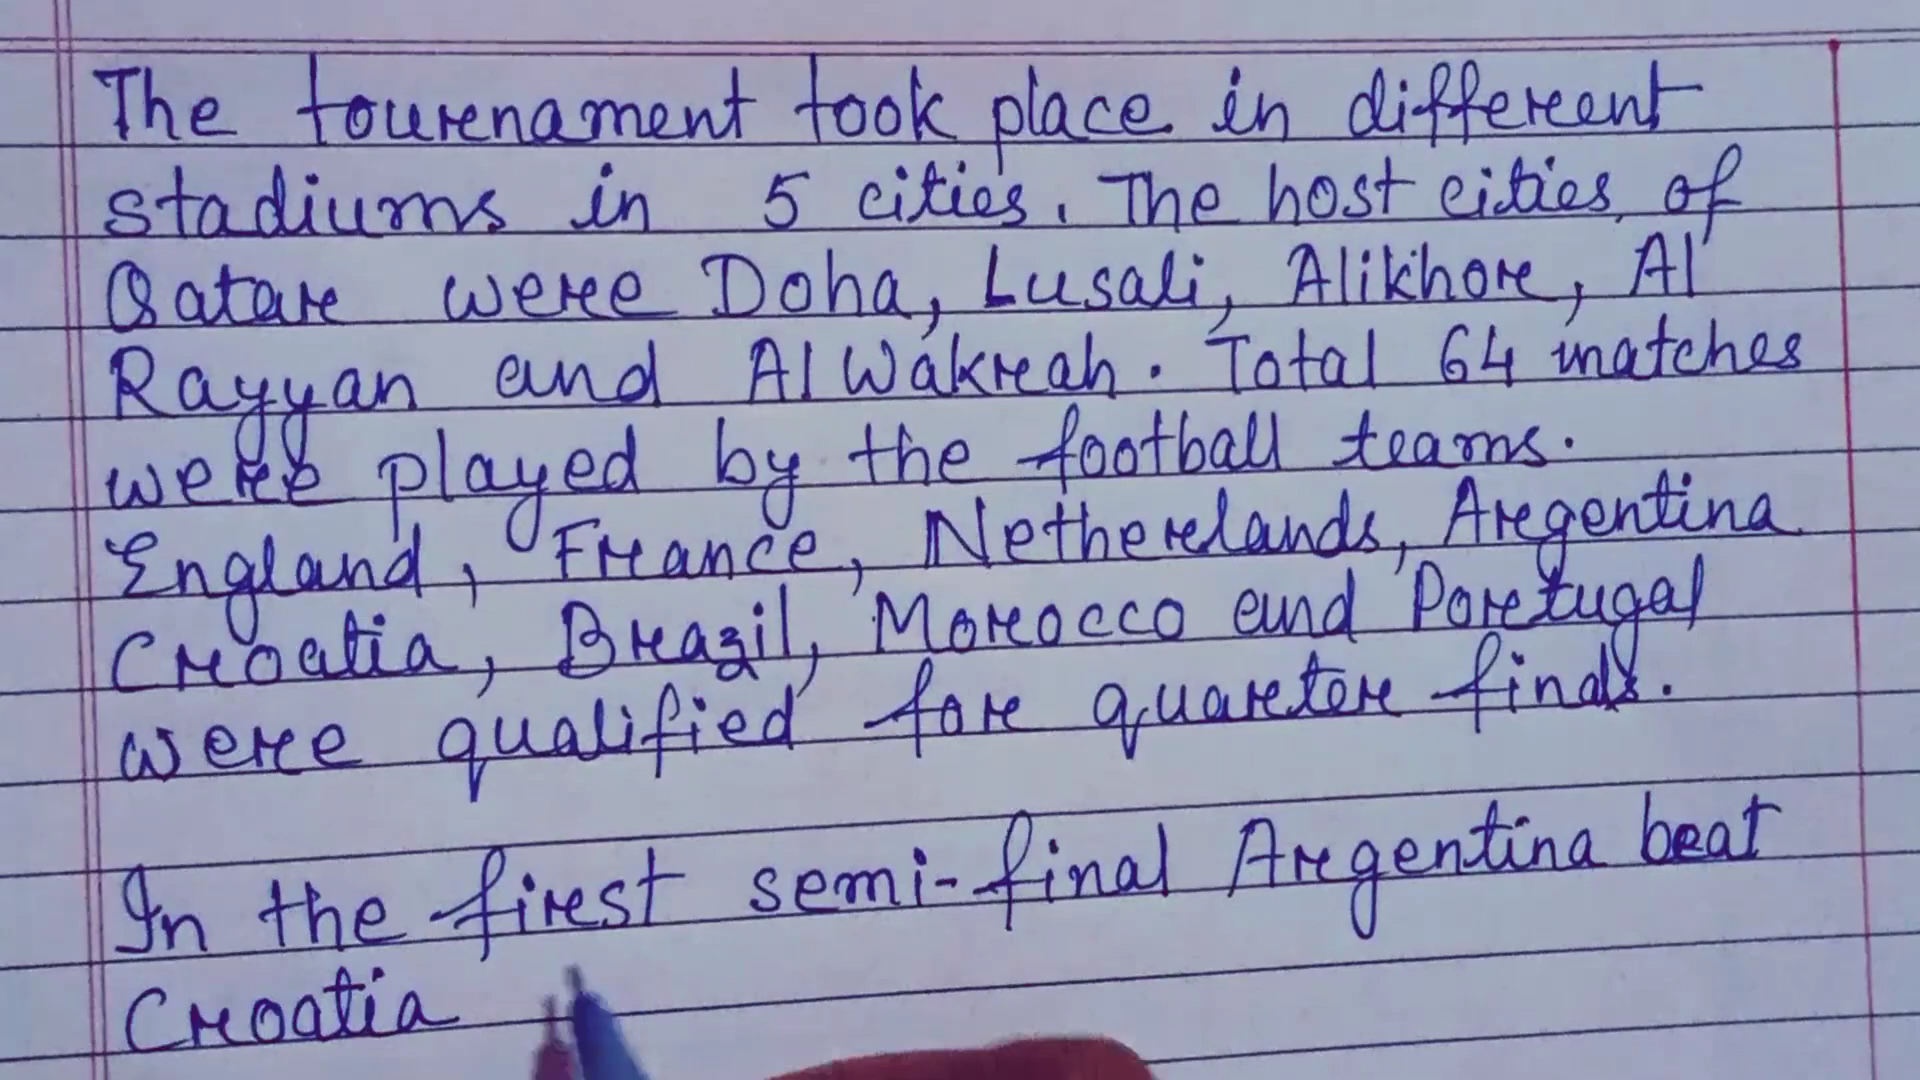 The tournament took place in different
stadiums in 5 cities. The host cities of
Qatar were Doha, Lusali, Alikhore, Al
Rayyan and Al Wakrah. Total 64 matches
were played by the football teams.
England, France, Netherlands, Argentina
Croatia, Brazil, Morocco and Portugal
were qualified for quarter finals.
In the first semi-final Argentina beat
Croatia